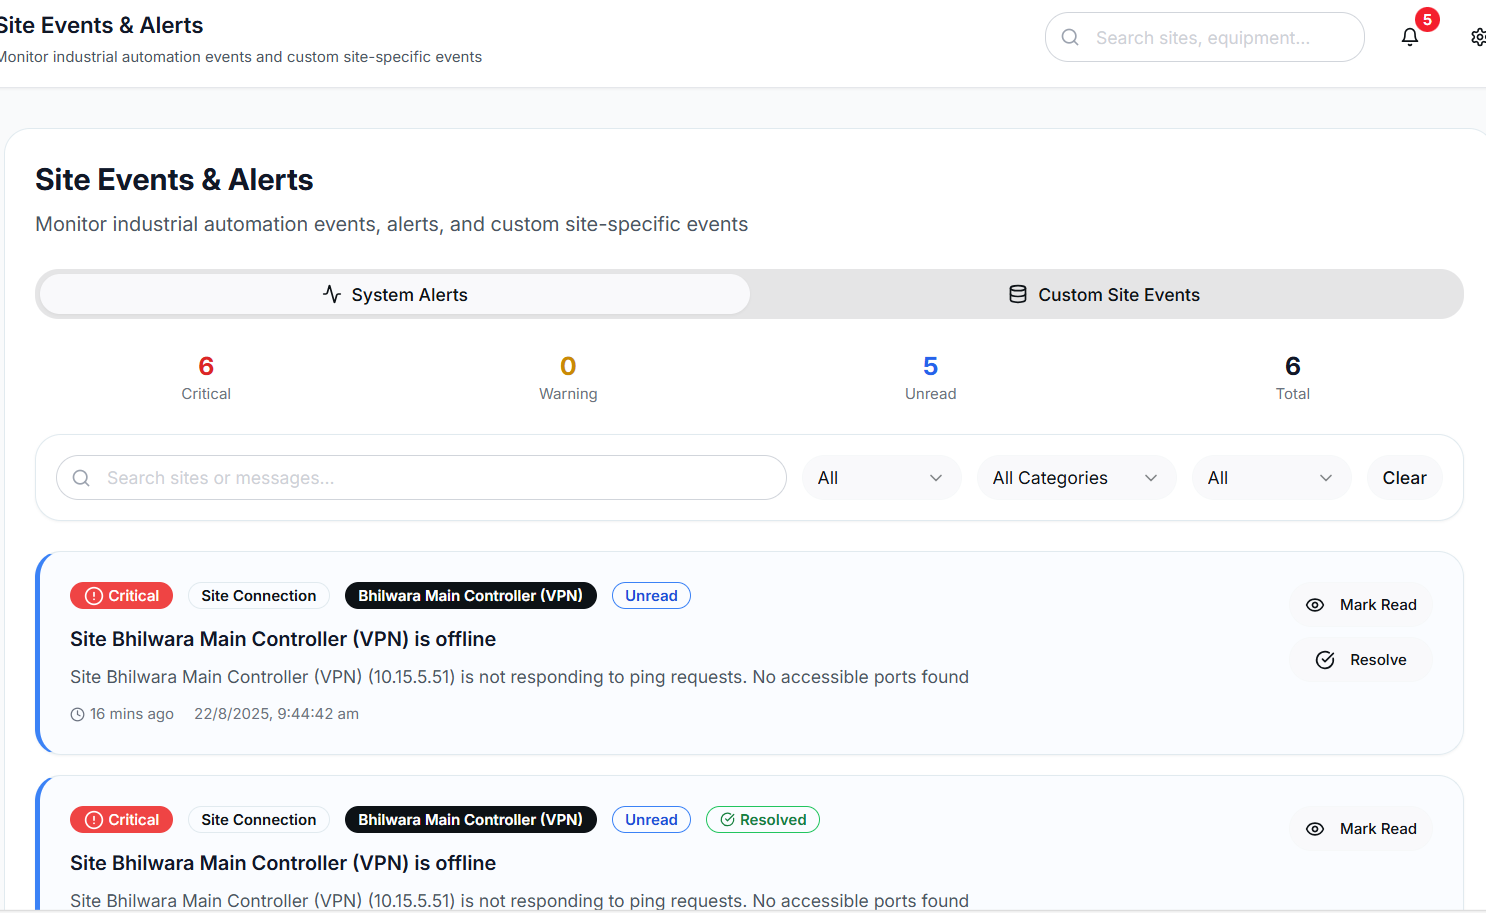 Site Events & Alerts
Monitor industrial automation events and custom site-specific events
Search sites, equipment...
5
Site Events & Alerts
Monitor industrial automation events, alerts, and custom site-specific events
System Alerts
Custom Site Events
6
Critical
0
Warning
5
Unread
6
Total
Search sites or messages...
All
All Categories
All
Clear
Critical
Site Connection
Bhilwara Main Controller (VPN)
Unread
Mark Read
Site Bhilwara Main Controller (VPN) is offline
Resolve
Site Bhilwara Main Controller (VPN) (10.15.5.51) is not responding to ping requests. No accessible ports found
16 mins ago
22/8/2025, 9:44:42 am
Critical
Site Connection
Bhilwara Main Controller (VPN)
Unread
Resolved
Mark Read
Site Bhilwara Main Controller (VPN) is offline
Site Bhilwara Main Controller (VPN) (10.15.5.51) is not responding to ping requests. No accessible ports found